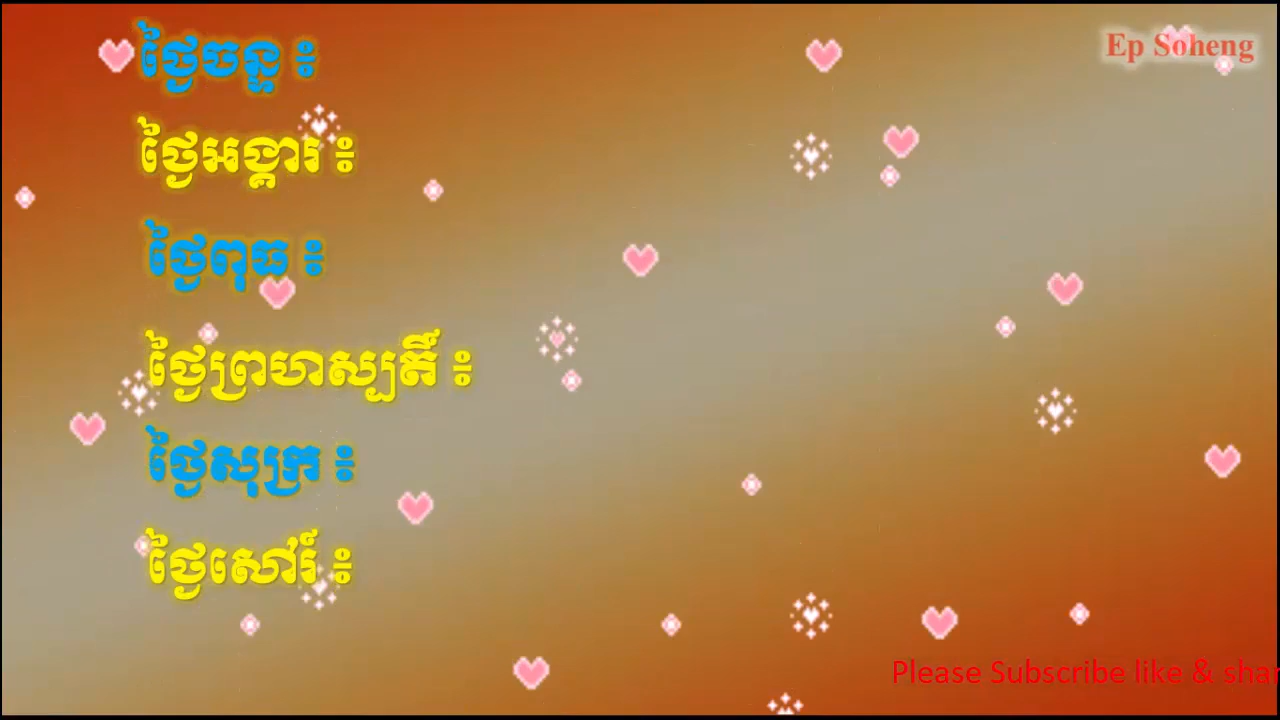 ថ្ងៃចន្ទ ៖
Ep Soheng
ថ្ងៃអង្គារ ៖
ថ្ងៃពុធ ៖
ថ្ងៃព្រហស្បតិ៍ ៖
ថ្ងៃសុក្រ ៖
ថ្ងៃសៅរ៍ ៖
Please Subscribe like & shar